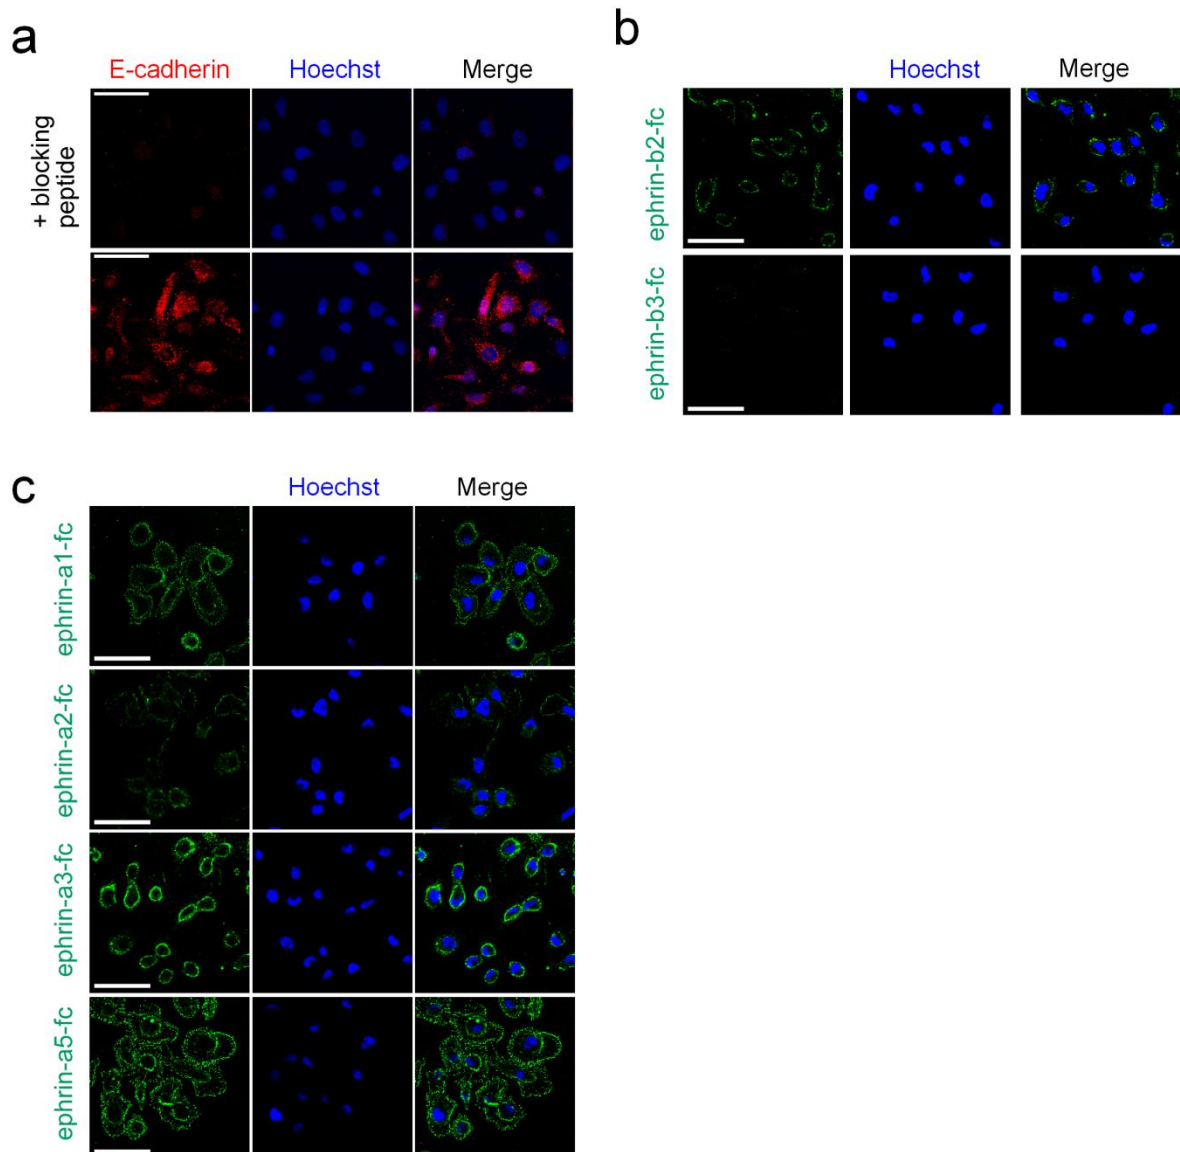 a
E-cadherin Hoechst Merge
+ blocking
peptide
b
Hoechst Merge
ephrin-b2-fc
ephrin-b3-fc
c
Hoechst Merge
ephrin-a1-fc
ephrin-a2-fc
ephrin-a3-fc
ephrin-a5-fc